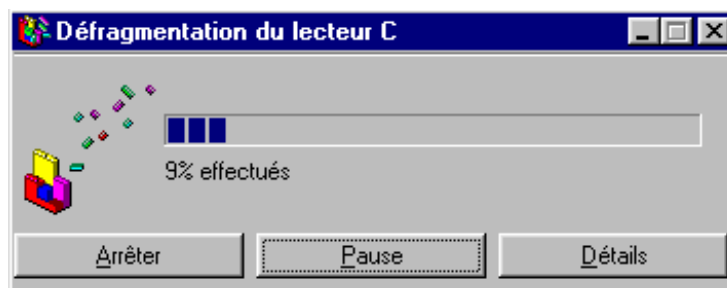 Défragmentation du lecteur C
9% effectués
Arrêter Pause Détails